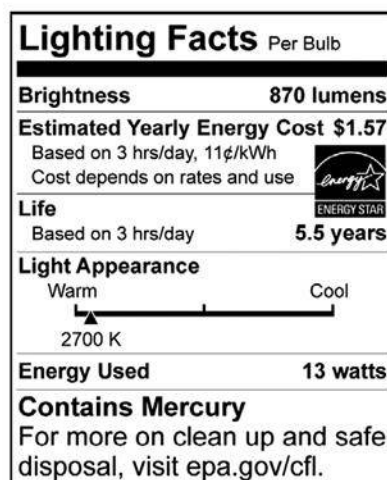 Lighting Facts Per Bulb
Brightness 870 lumens
Estimated Yearly Energy Cost $1.57
Based on 3 hrs/day, 11¢/kWh
Cost depends on rates and use
energy
ENERGY STAR
Life
Based on 3 hrs/day 5.5 years
Light Appearance
Warm Cool
2700 K
Energy Used 13 watts
Contains Mercury
For more on clean up and safe
disposal, visit epa.gov/cfl.